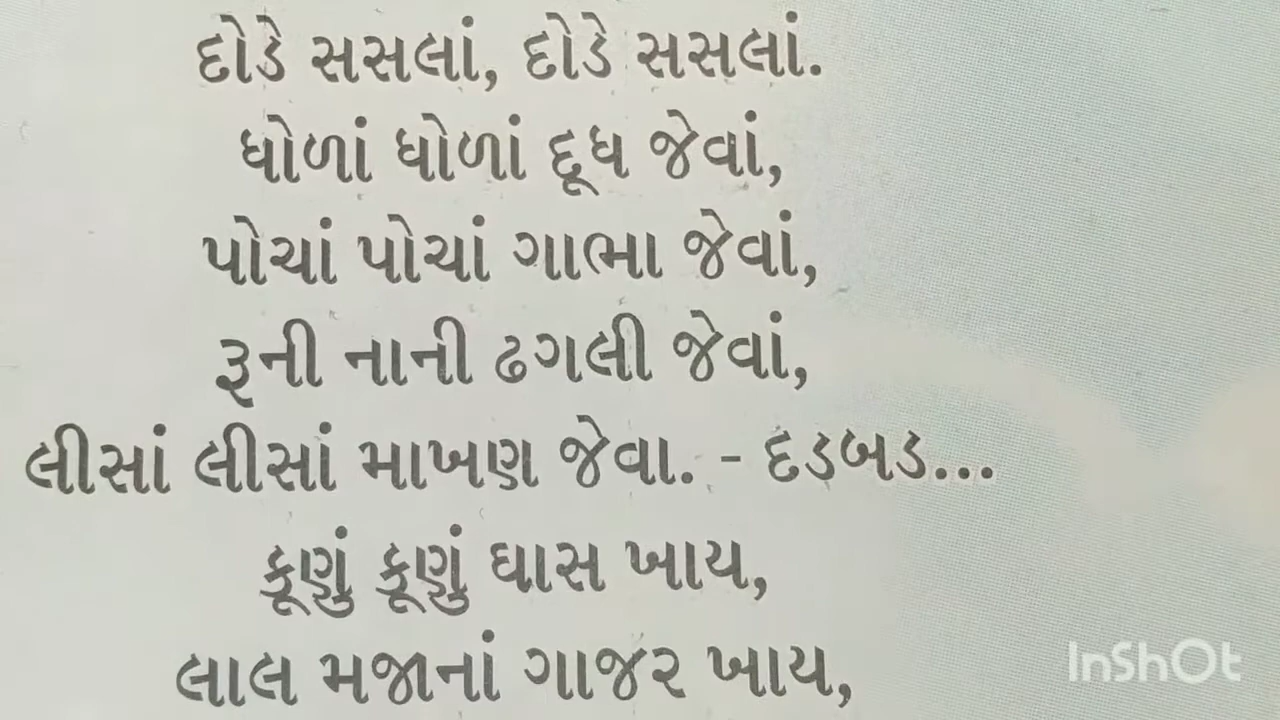 દોડે સસલાં, દોડે સસલાં.
ધોળાં ધોળાં દૂધ જેવાં,
પોચાં પોચાં ગાભા જેવાં,
રૂની નાની ઢગલી જેવાં,
લીસાં લીસાં માખણ જેવા. - દડબડ...
કૂણું કૂણું ઘાસ ખાય,
લાલ મજાનાં ગાજર ખાય,
InShOt